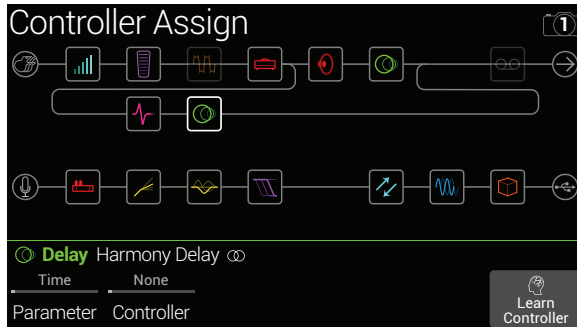 Controller Assign
1
Delay Harmony Delay
Time None
Parameter Controller
Learn
Controller